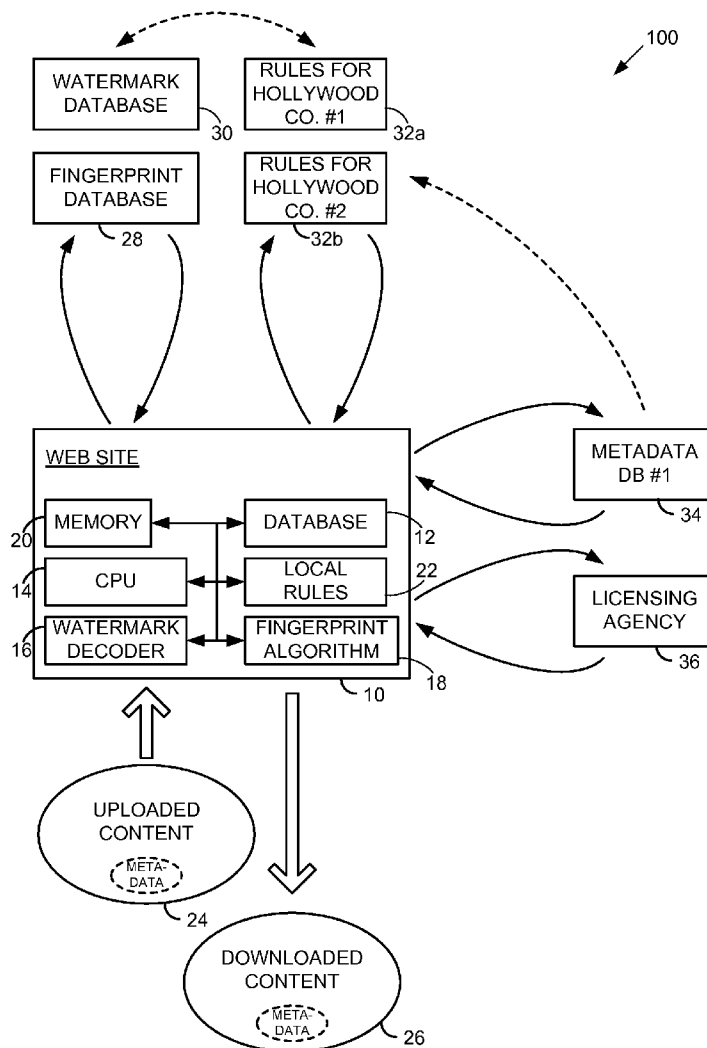 100
WATERMARK
DATABASE
30
RULES FOR
HOLLYWOOD
CO. #1
32a
FINGERPRINT
DATABASE
28
RULES FOR
HOLLYWOOD
CO. #2
32b
WEB SITE
MEMORY
20
DATABASE
12
CPU
14
LOCAL
RULES
22
WATERMARK
DECODER
16
FINGERPRINT
ALGORITHM
18
10
METADATA
DB #1
34
LICENSING
AGENCY
36
UPLOADED
CONTENT
META-
DATA
24
DOWNLOADED
CONTENT
META-
DATA
26